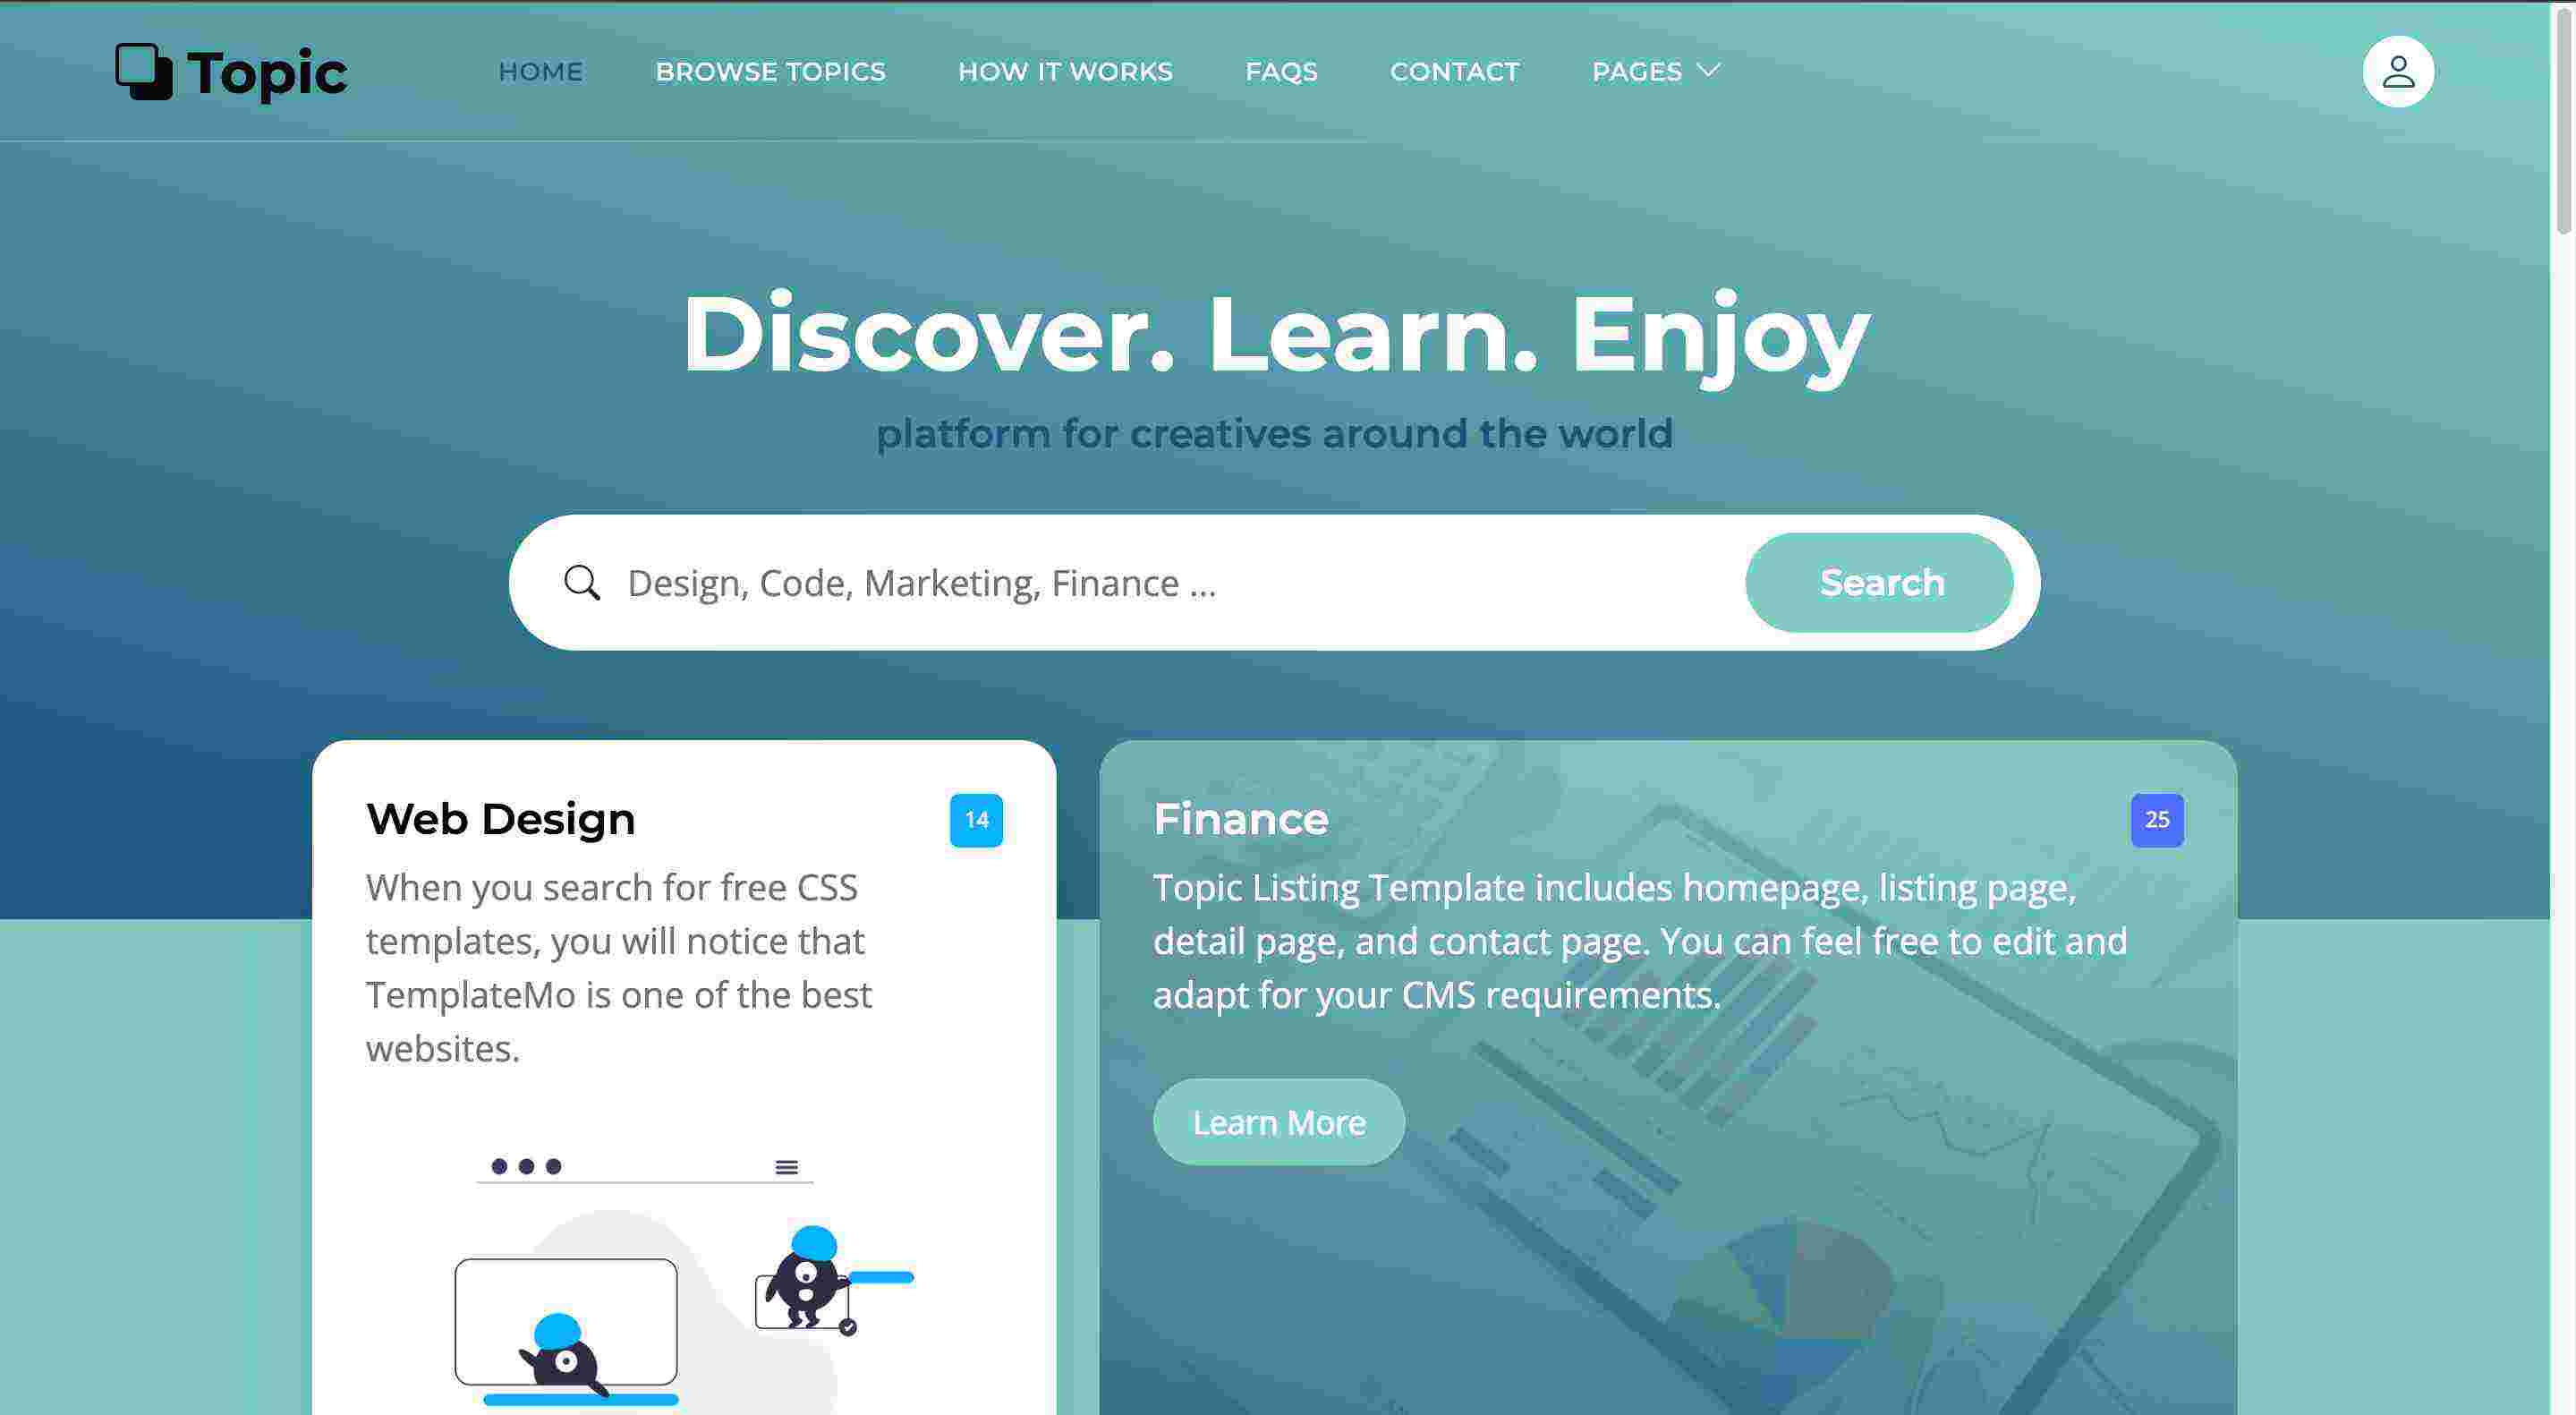 Topic
HOME
BROWSE TOPICS
HOW IT WORKS
FAQS
CONTACT
PAGES
Discover. Learn. Enjoy
platform for creatives around the world
Design, Code, Marketing, Finance ...
Search
Web Design
14
When you search for free CSS
templates, you will notice that
TemplateMo is one of the best
websites.
Finance
25
Topic Listing Template includes homepage, listing page,
detail page, and contact page. You can feel free to edit and
adapt for your CMS requirements.
Learn More